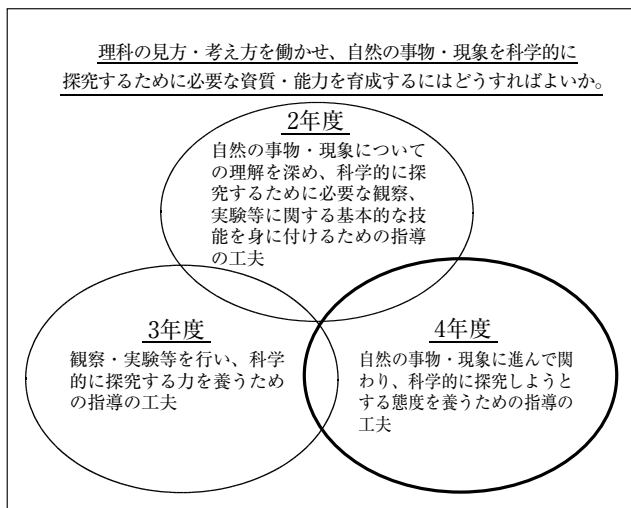 理科の見方・考え方を働かせ、自然の事物・現象を科学的に
探究するために必要な資質・能力を育成するにはどうすればよいか。
2年度
自然の事物・現象について
の理解を深め、科学的に探
究するために必要な観察、
実験等に関する基本的な技
能を身に付けるための指導
の工夫
3年度
観察・実験等を行い、科学
的に探究する力を養うため
の指導の工夫
4年度
自然の事物・現象に進んで関
わり、科学的に探究しようと
する態度を養うための指導の
工夫